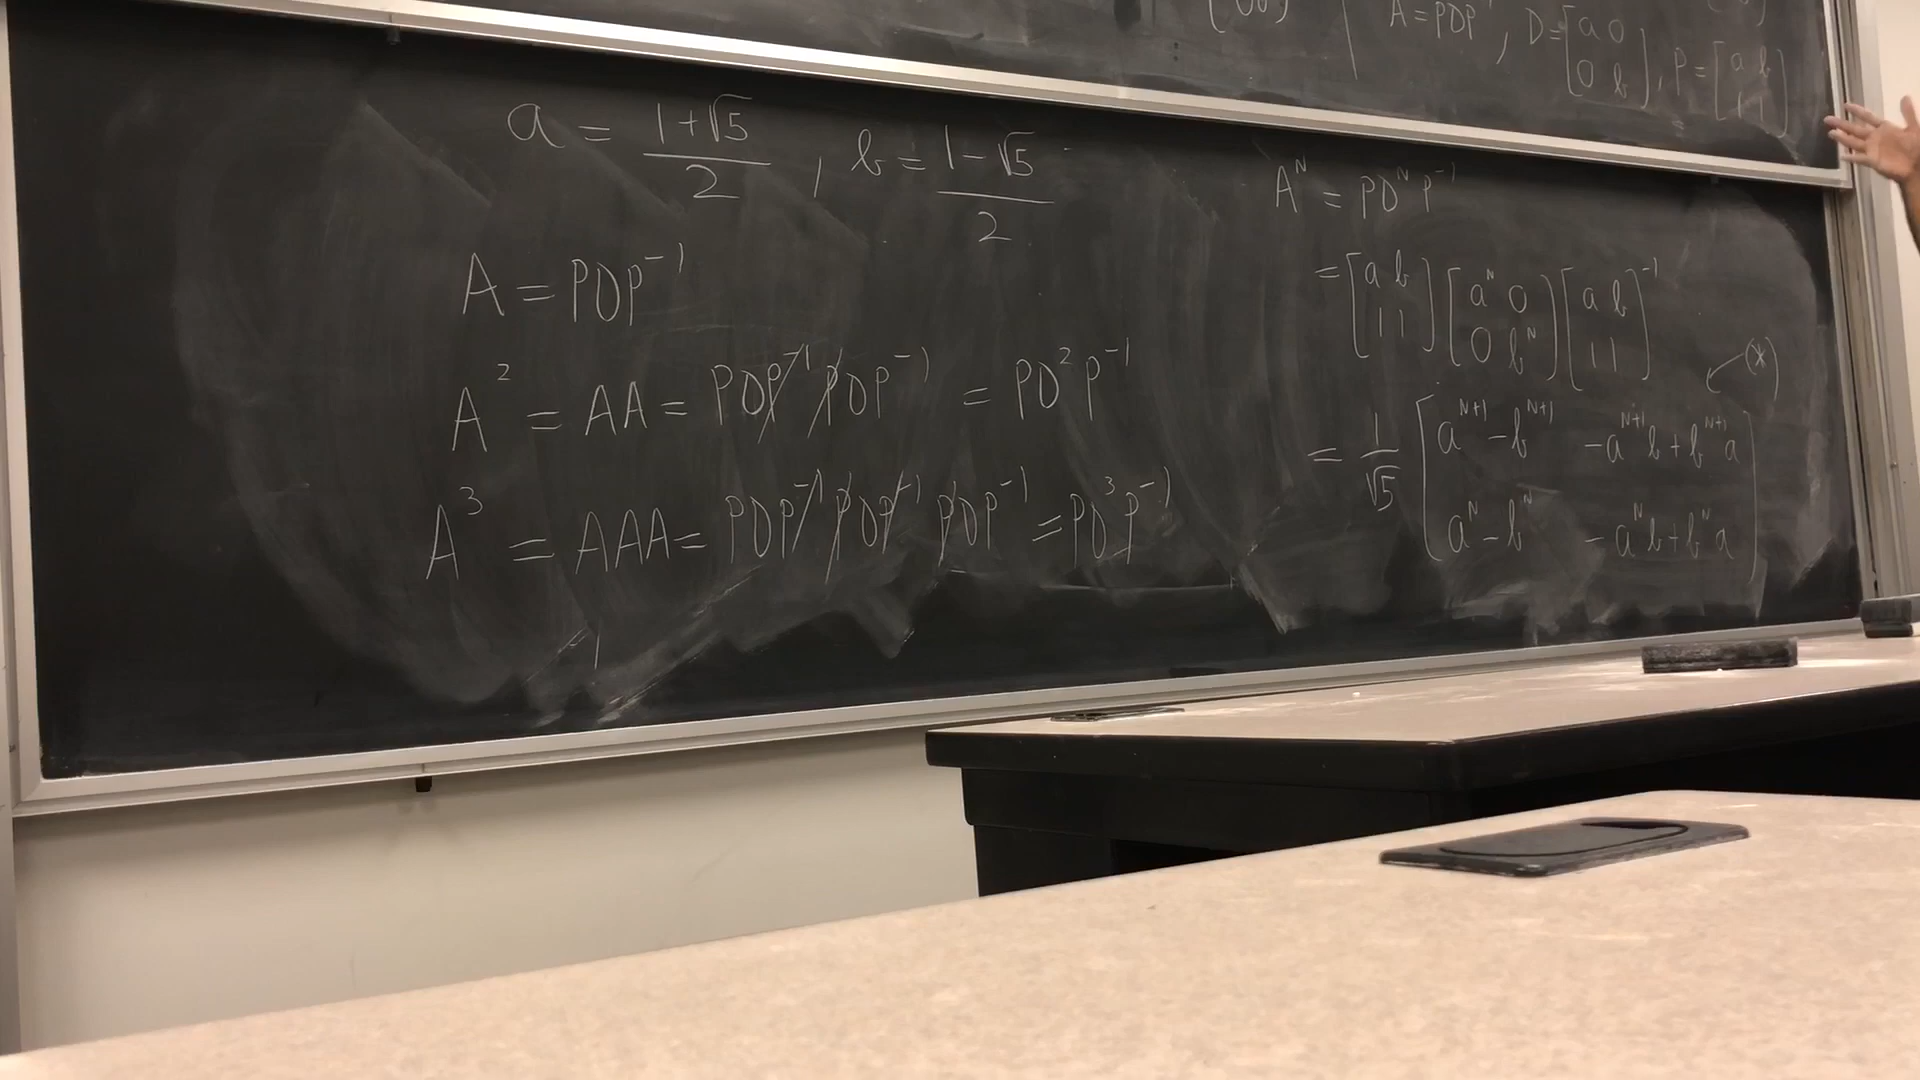 A = PDP⁻¹, D = [a 0; 0 b], P = [a b; 1 1]
a = (1+√5)/2, b = (1-√5)/2
A = PDP⁻¹
A² = AA = PDP⁻¹PDP⁻¹ = PD²P⁻¹
A³ = AAA = PDP⁻¹PDP⁻¹PDP⁻¹ = PD³P⁻¹
Aᴺ = PDᴺP⁻¹
= [a b; 1 1] [aᴺ 0; 0 bᴺ] [a b; 1 1]⁻¹
(*)
= 1/√5 [aᴺ⁺¹ - bᴺ⁺¹ -aᴺ⁺¹b + bᴺ⁺¹a; aᴺ - bᴺ -aᴺb + bᴺa]